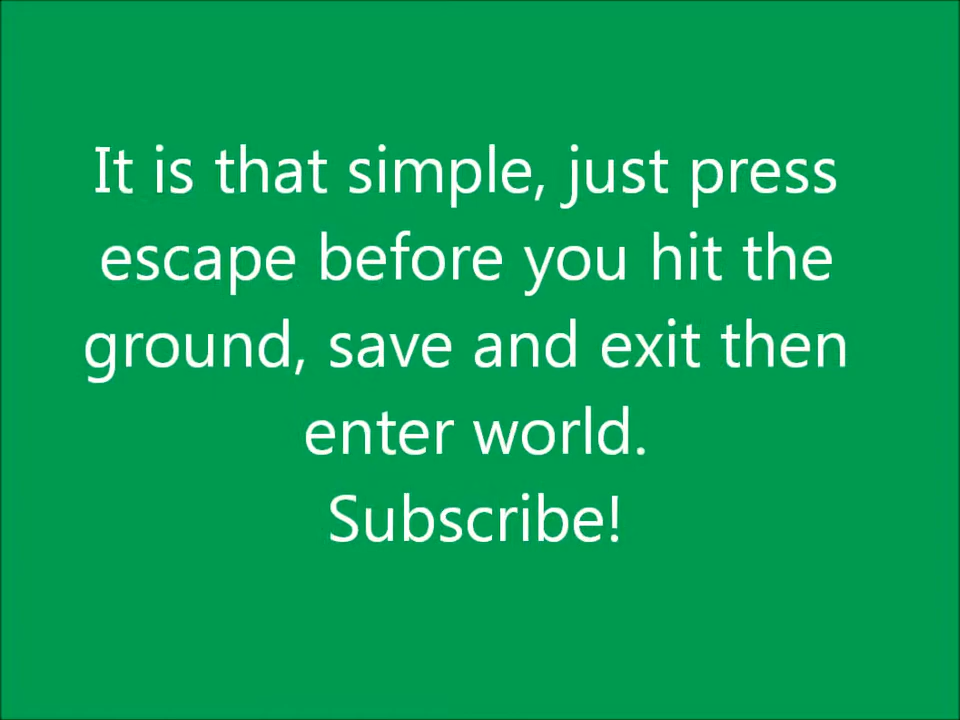 It is that simple, just press
escape before you hit the
ground, save and exit then
enter world.
Subscribe!